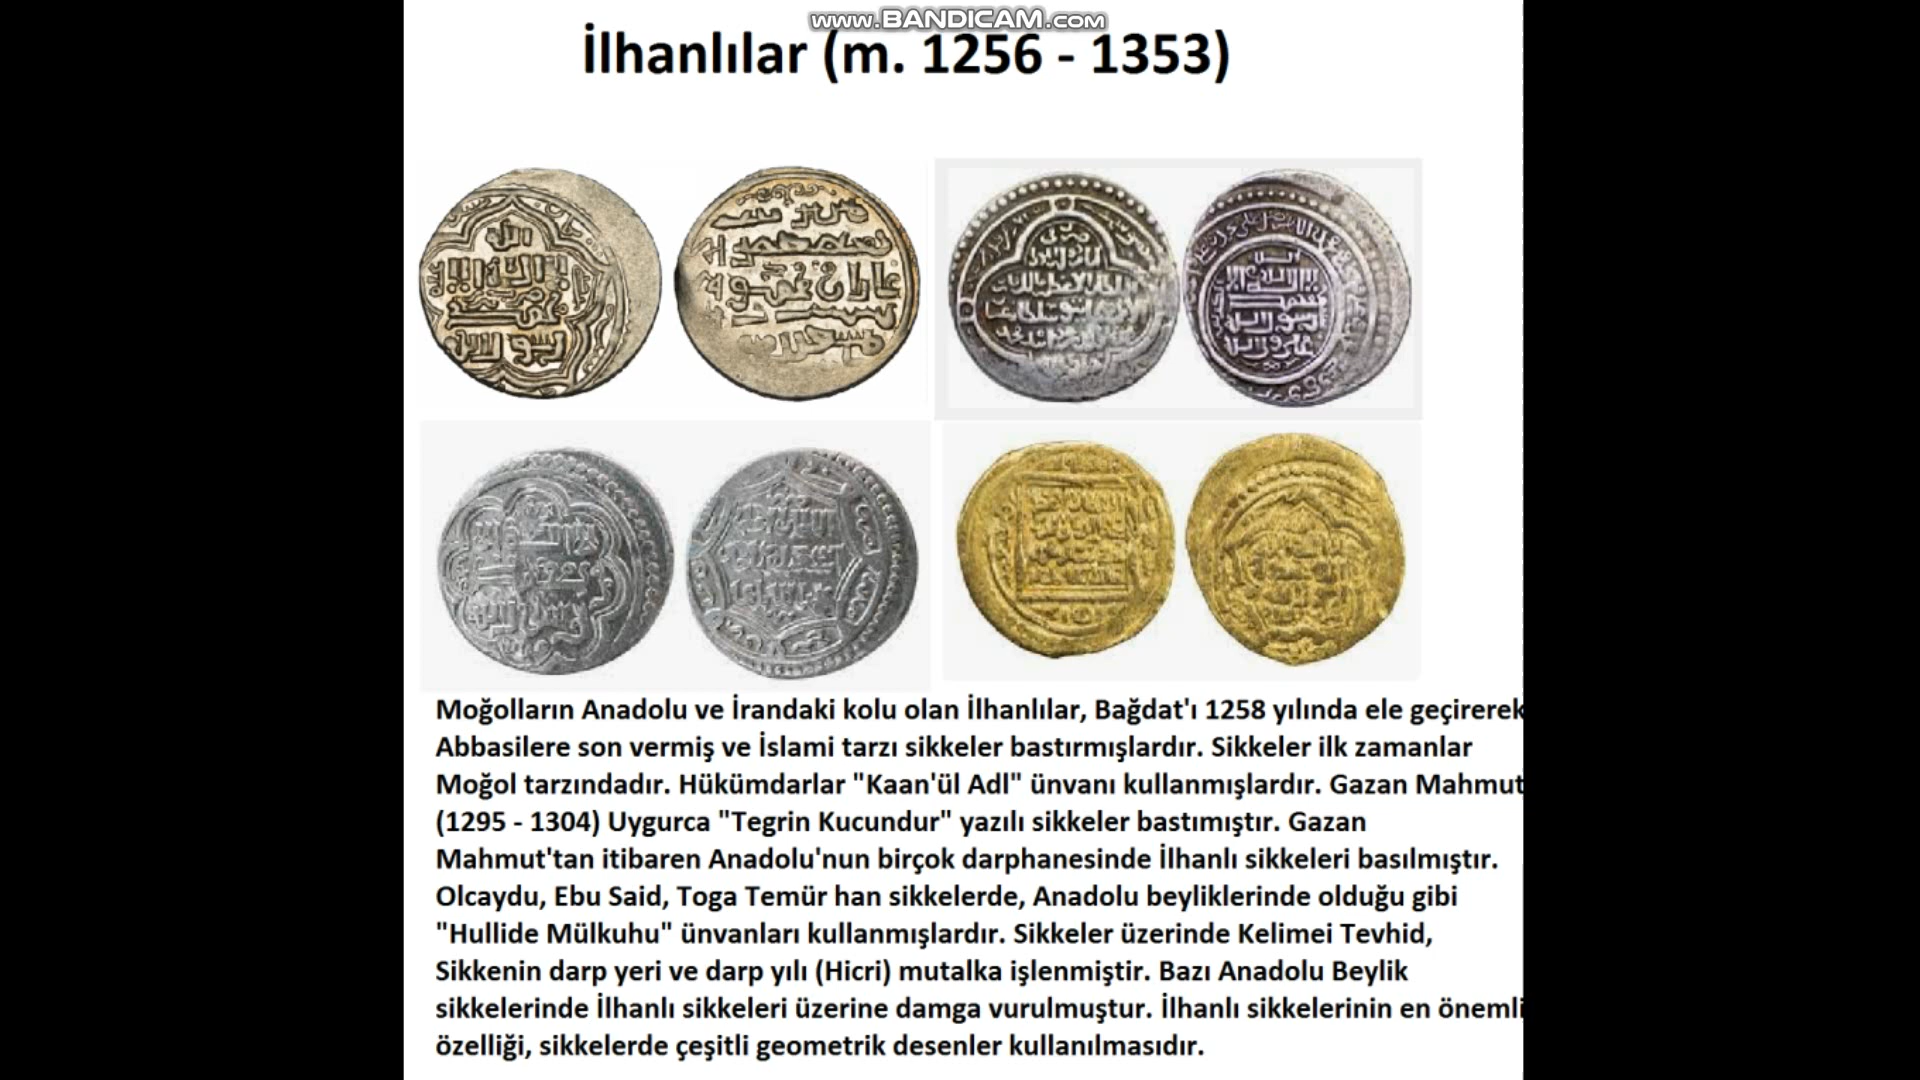 www.BANDICAM.com
İlhanlılar (m. 1256 - 1353)
Moğolların Anadolu ve İrandaki kolu olan İlhanlılar, Bağdat'ı 1258 yılında ele geçirerek
Abbasilere son vermiş ve İslami tarzı sikkeler bastırmışlardır. Sikkeler ilk zamanlar
Moğol tarzındadır. Hükümdarlar "Kaan'ül Adl" ünvanı kullanmışlardır. Gazan Mahmut
(1295 - 1304) Uygurca "Tegrin Kucundur" yazılı sikkeler bastımıştır. Gazan
Mahmut'tan itibaren Anadolu'nun birçok darphanesinde İlhanlı sikkeleri basılmıştır.
Olcaydu, Ebu Said, Toga Temür han sikkelerde, Anadolu beyliklerinde olduğu gibi
"Hullide Mülkuhu" ünvanları kullanmışlardır. Sikkeler üzerinde Kelimei Tevhid,
Sikkenin darp yeri ve darp yılı (Hicri) mutalka işlenmiştir. Bazı Anadolu Beylik
sikkelerinde İlhanlı sikkeleri üzerine damga vurulmuştur. İlhanlı sikkelerinin en önemli
özelliği, sikkelerde çeşitli geometrik desenler kullanılmasıdır.